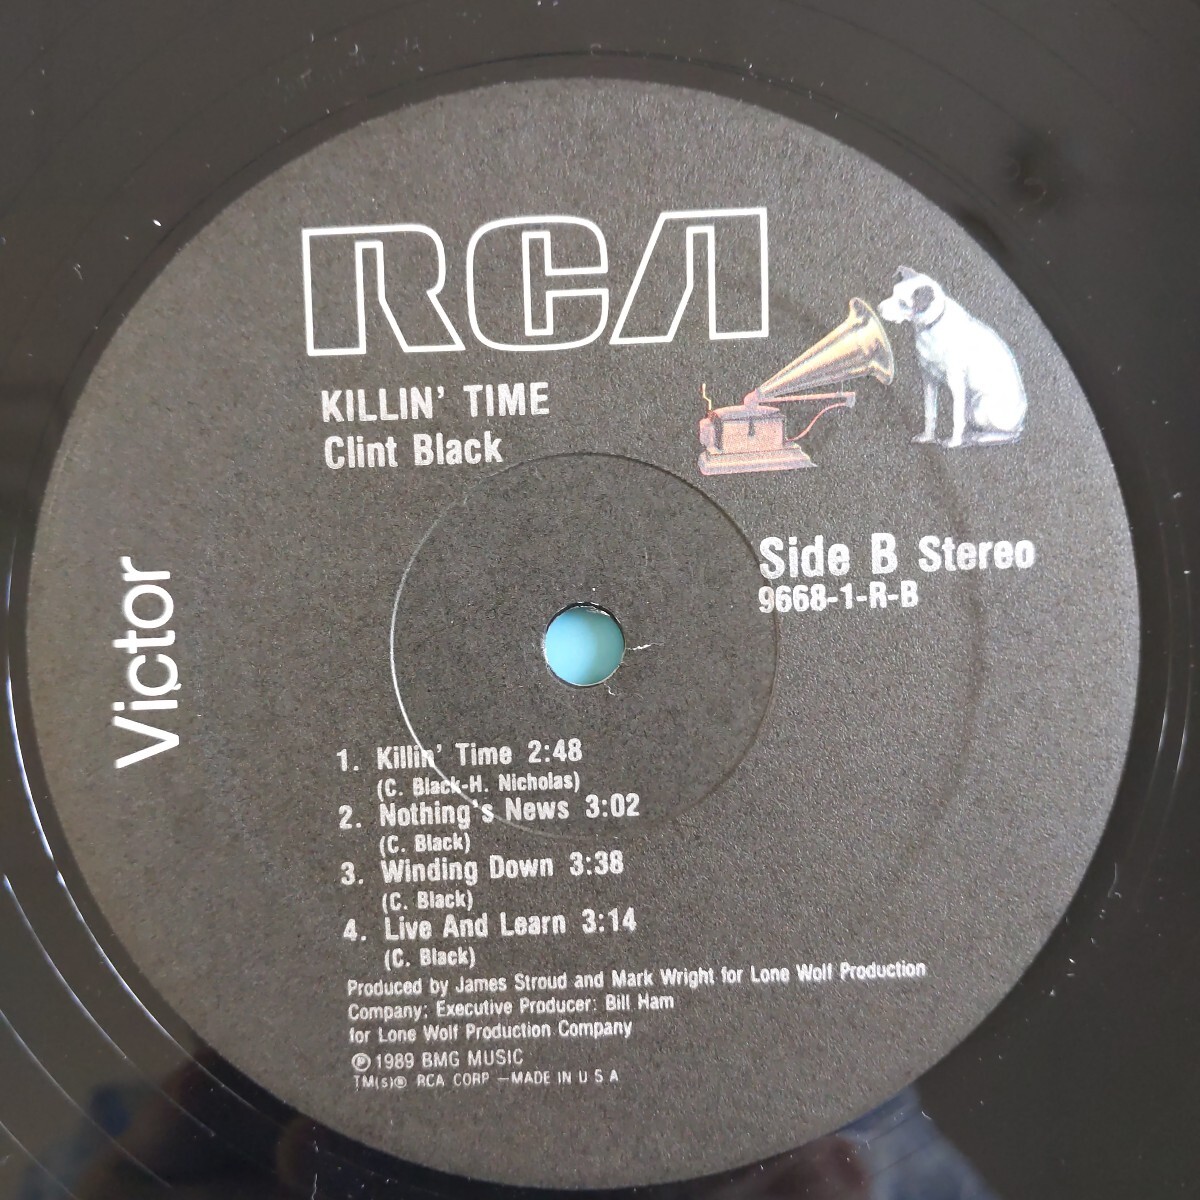 RCA
KILLIN' TIME
Clint Black
Victor
Side B Stereo
9668-1-R-B
1. Killin' Time 2:48
(C. Black-H. Nicholas)
2. Nothing's News 3:02
(C. Black)
3. Winding Down 3:38
(C. Black)
4. Live And Learn 3:14
(C. Black)
Produced by James Stroud and Mark Wright for Lone Wolf Production
Company; Executive Producer: Bill Ham
for Lone Wolf Production Company
℗ 1989 BMG MUSIC
TM(s)® RCA CORP —MADE IN U S A